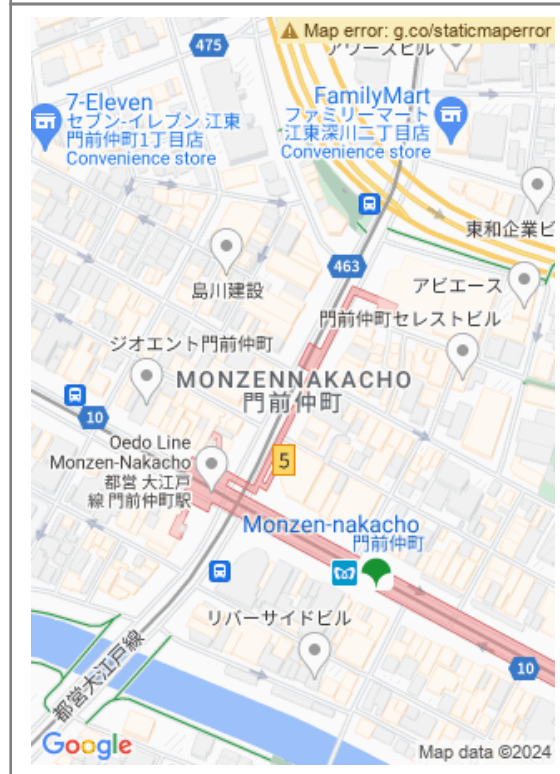 Map error: g.co/staticmaperror
475
アワーズビル
7-Eleven
セブン-イレブン 江東
門前仲町1丁目店
Convenience store
FamilyMart
ファミリーマート
江東深川二丁目店
Convenience store
東和企業ビ
463
島川建設
アビエース
門前仲町セレストビル
ジオエント門前仲町
MONZENNAKACHO
門前仲町
10
Oedo Line
Monzen-Nakacho
都営 大江戸
線 門前仲町駅
5
Monzen-nakacho
門前仲町
リバーサイドビル
都営大江戸線
10
Google
Map data ©2024